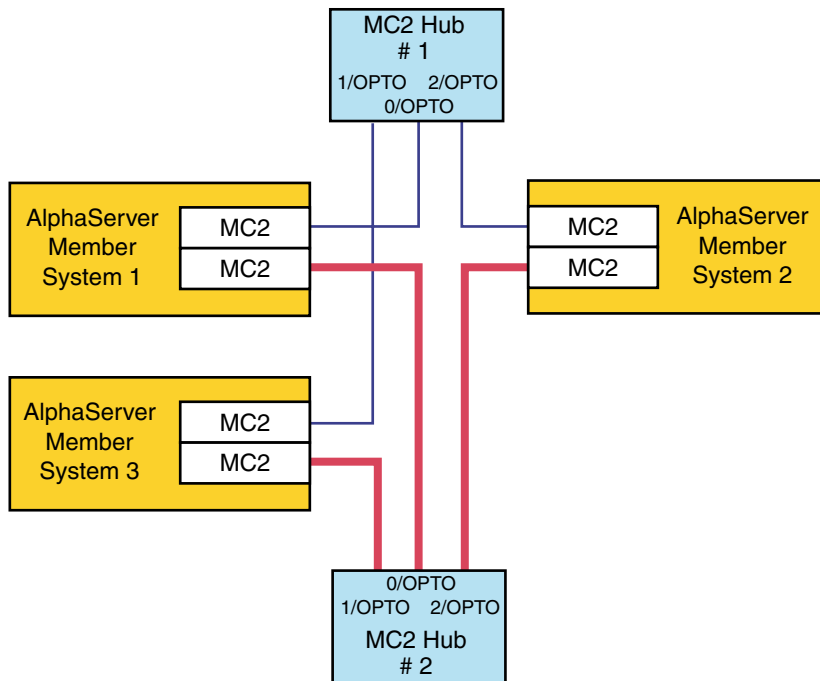 MC2 Hub
# 1
1/OPTO 2/OPTO
0/OPTO
AlphaServer
Member
System 1
MC2
MC2
MC2
MC2
AlphaServer
Member
System 2
AlphaServer
Member
System 3
MC2
MC2
0/OPTO
1/OPTO 2/OPTO
MC2 Hub
# 2